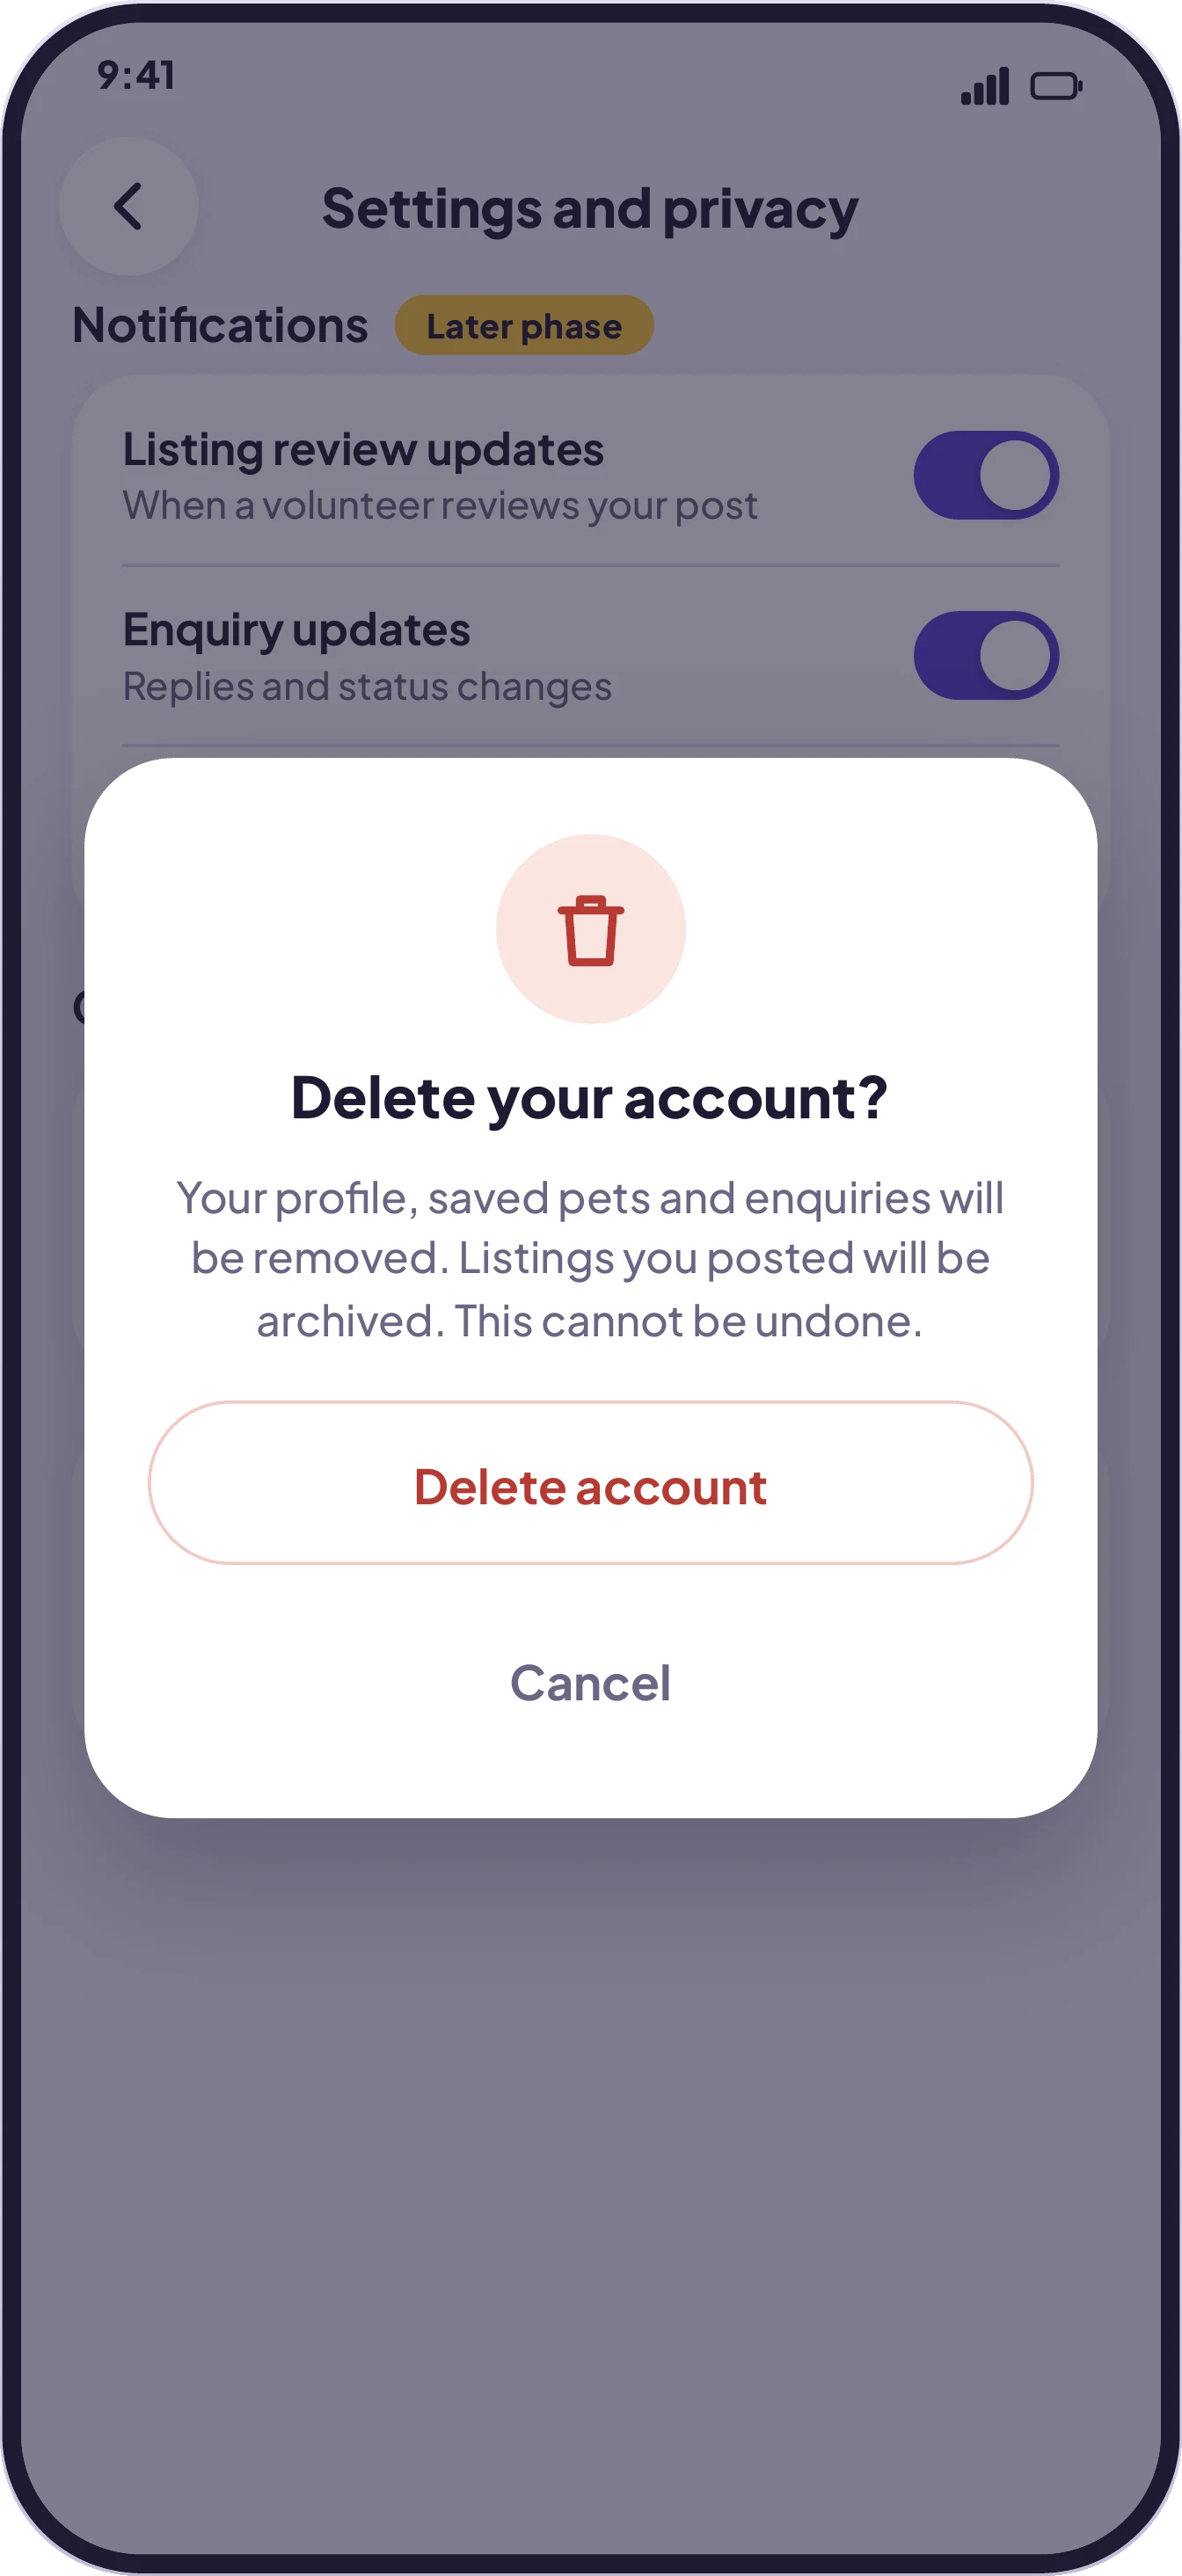 9:41
Settings and privacy
Notifications
Later phase
Listing review updates
When a volunteer reviews your post
Enquiry updates
Replies and status changes
Delete your account?
Your profile, saved pets and enquiries will
be removed. Listings you posted will be
archived. This cannot be undone.
Delete account
Cancel